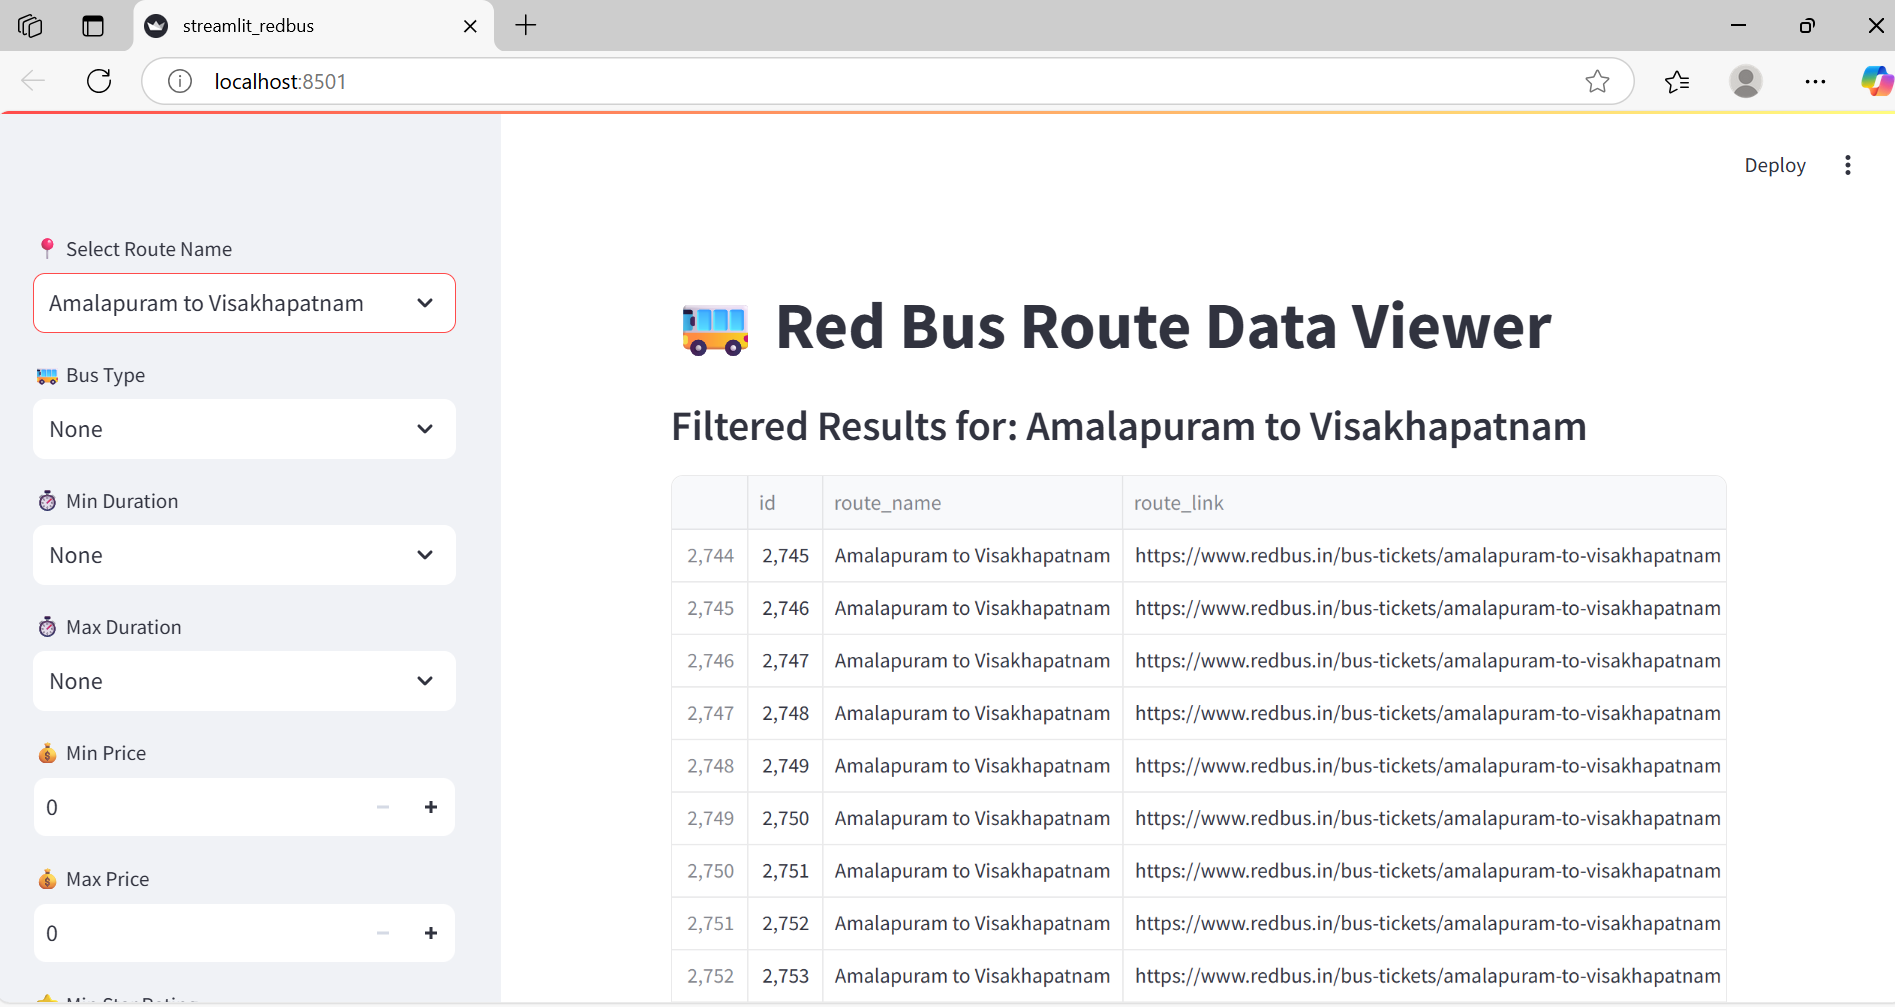 streamlit_redbus
localhost:8501
Deploy
Select Route Name
Amalapuram to Visakhapatnam
Bus Type
None
Min Duration
None
Max Duration
None
Min Price
0
Max Price
0
Min Star Rating
Red Bus Route Data Viewer
Filtered Results for: Amalapuram to Visakhapatnam
id route_name route_link
2,744 2,745 Amalapuram to Visakhapatnam https://www.redbus.in/bus-tickets/amalapuram-to-visakhapatnam
2,745 2,746 Amalapuram to Visakhapatnam https://www.redbus.in/bus-tickets/amalapuram-to-visakhapatnam
2,746 2,747 Amalapuram to Visakhapatnam https://www.redbus.in/bus-tickets/amalapuram-to-visakhapatnam
2,747 2,748 Amalapuram to Visakhapatnam https://www.redbus.in/bus-tickets/amalapuram-to-visakhapatnam
2,748 2,749 Amalapuram to Visakhapatnam https://www.redbus.in/bus-tickets/amalapuram-to-visakhapatnam
2,749 2,750 Amalapuram to Visakhapatnam https://www.redbus.in/bus-tickets/amalapuram-to-visakhapatnam
2,750 2,751 Amalapuram to Visakhapatnam https://www.redbus.in/bus-tickets/amalapuram-to-visakhapatnam
2,751 2,752 Amalapuram to Visakhapatnam https://www.redbus.in/bus-tickets/amalapuram-to-visakhapatnam
2,752 2,753 Amalapuram to Visakhapatnam https://www.redbus.in/bus-tickets/amalapuram-to-visakhapatnam